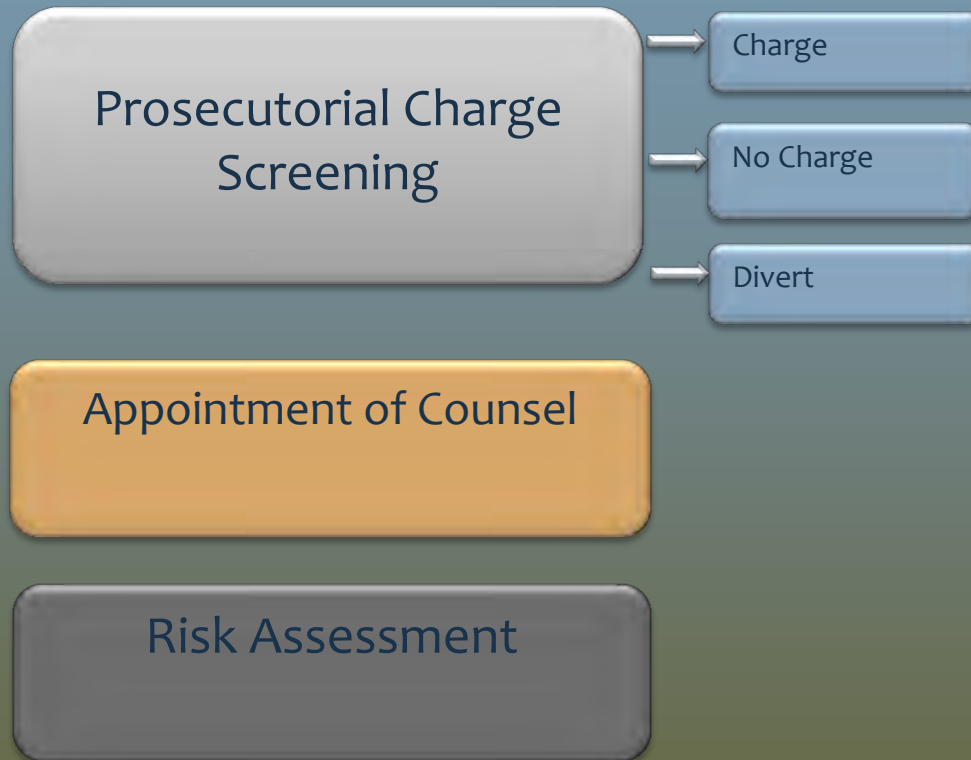 Prosecutorial Charge
Screening
Charge
No Charge
Divert
Appointment of Counsel
Risk Assessment